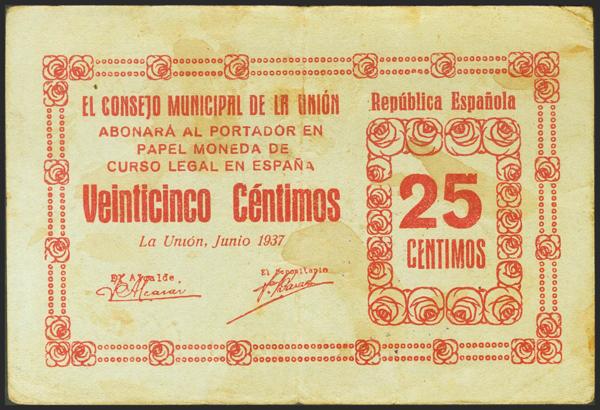 EL CONSEJO MUNICIPAL DE LA UNIÓN
ABONARÁ AL PORTADOR EN
PAPEL MONEDA DE
CURSO LEGAL EN ESPAÑA
Veinticinco Céntimos
La Unión, Junio 1937
El Alcalde,
El Depositario
República Española
25
CENTIMOS